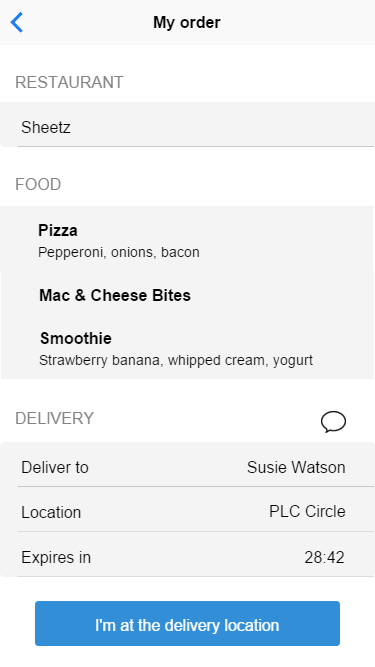 My order
RESTAURANT
Sheetz
FOOD
Pizza
Pepperoni, onions, bacon
Mac & Cheese Bites
Smoothie
Strawberry banana, whipped cream, yogurt
DELIVERY
Deliver to Susie Watson
Location PLC Circle
Expires in 28:42
I'm at the delivery location